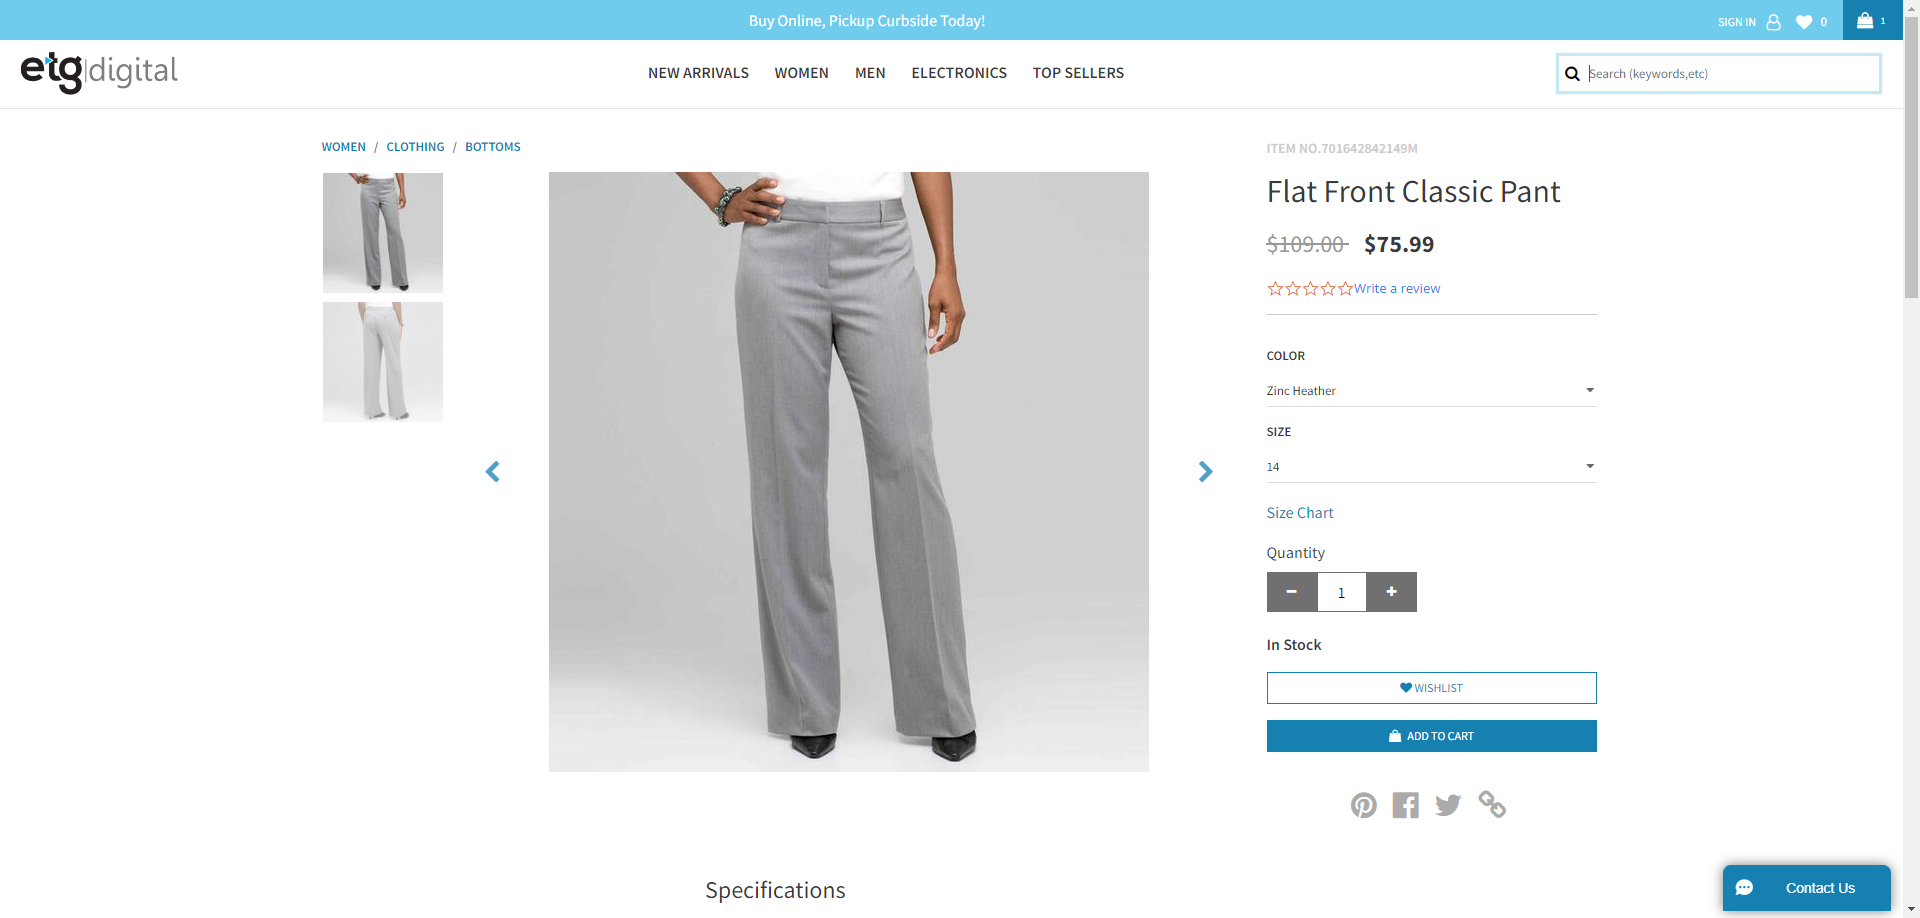 Buy Online, Pickup Curbside Today!
SIGN IN 0 1
etg|digital
NEW ARRIVALS WOMEN MEN ELECTRONICS TOP SELLERS
Search (keywords,etc)
WOMEN / CLOTHING / BOTTOMS
ITEM NO.701642842149M
Flat Front Classic Pant
$109.00 $75.99
Write a review
COLOR
Zinc Heather
SIZE
14
Size Chart
Quantity
− 1 +
In Stock
WISHLIST
ADD TO CART
Specifications
Contact Us